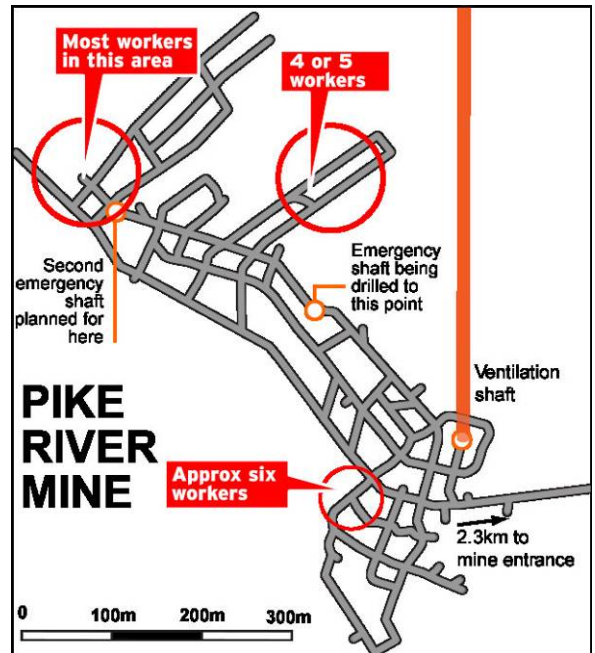 Most workers
in this area
4 or 5
workers
Second
emergency
shaft
planned for
here
Emergency
shaft being
drilled to
this point
Ventilation
shaft
PIKE
RIVER
MINE
Approx six
workers
2.3km to
mine entrance
0 100m 200m 300m